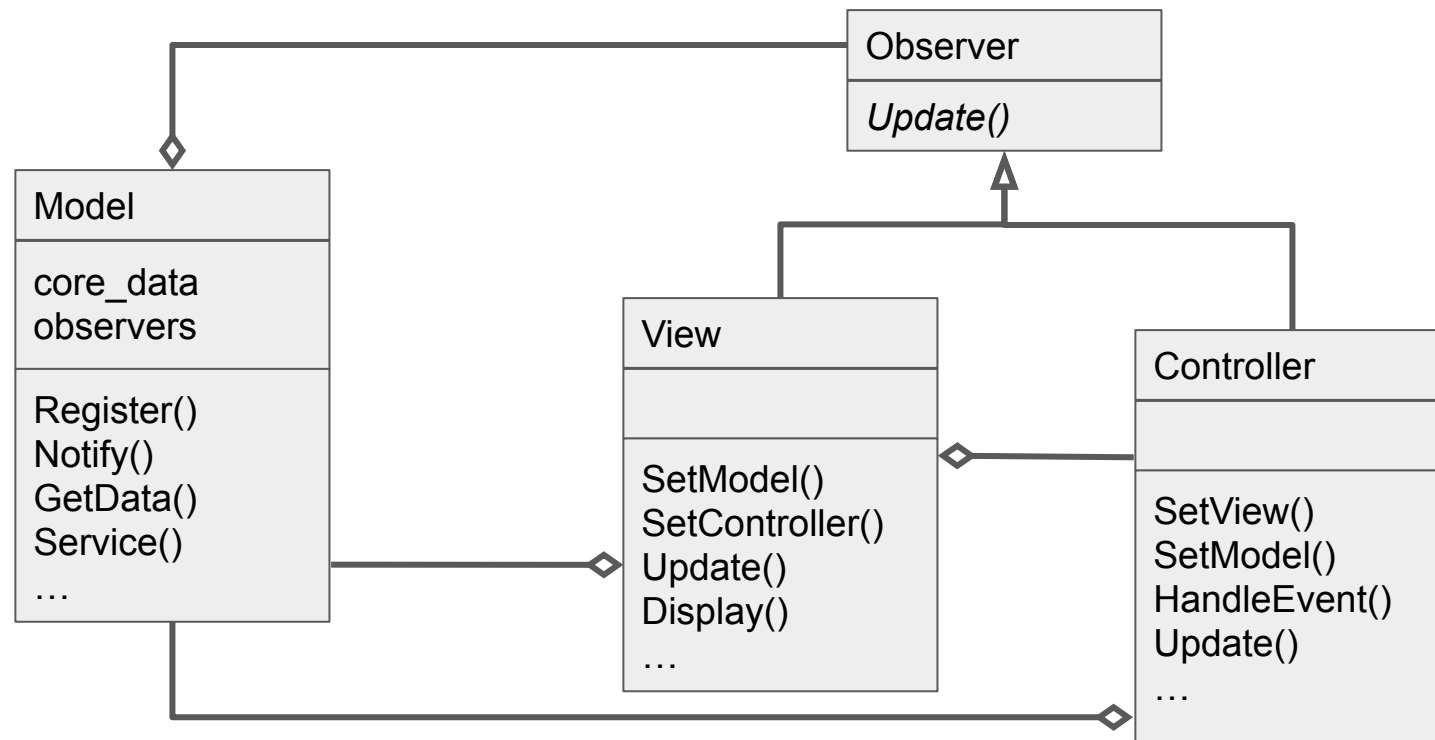 Observer
Update()
Model
core_data
observers
Register()
Notify()
GetData()
Service()
…
View
SetModel()
SetController()
Update()
Display()
…
Controller
SetView()
SetModel()
HandleEvent()
Update()
…